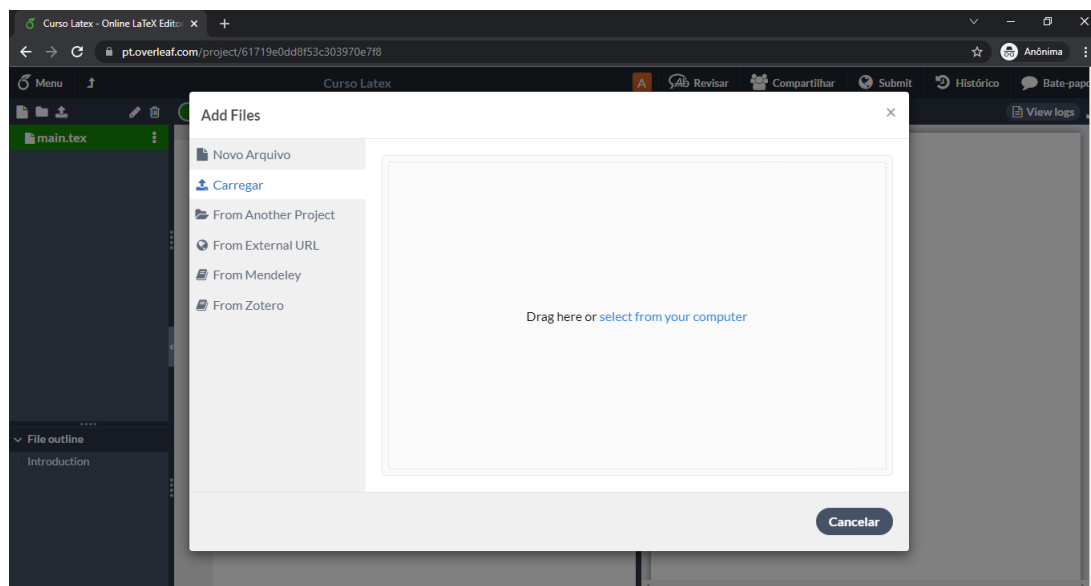 Curso Latex - Online LaTeX Edito
pt.overleaf.com/project/61719e0dd8f53c303970e7f8
Anônima
Menu
Curso Latex
A
Revisar
Compartilhar
Submit
Histórico
Bate-pap
main.tex
View logs
Add Files
Novo Arquivo
Carregar
From Another Project
From External URL
From Mendeley
From Zotero
Drag here or select from your computer
File outline
Introduction
Cancelar